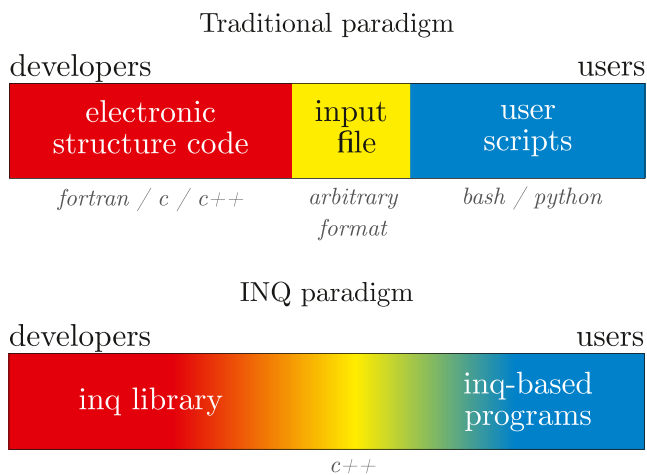 Traditional paradigm
developers users
electronic input user
structure code file scripts
fortran / c / c++ arbitrary bash / python
format
INQ paradigm
developers users
inq library inq-based
programs
c++